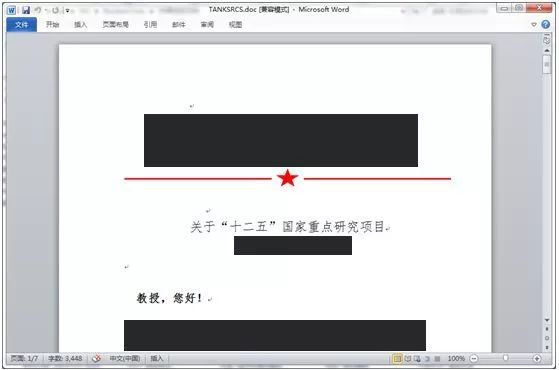 TANKSRCS.doc [兼容模式] - Microsoft Word
文件 开始 插入 页面布局 引用 邮件 审阅 视图
关于“十二五”国家重点研究项目
教授，您好！
页面: 1/7 字数: 3,448 中文(中国) 插入 100%